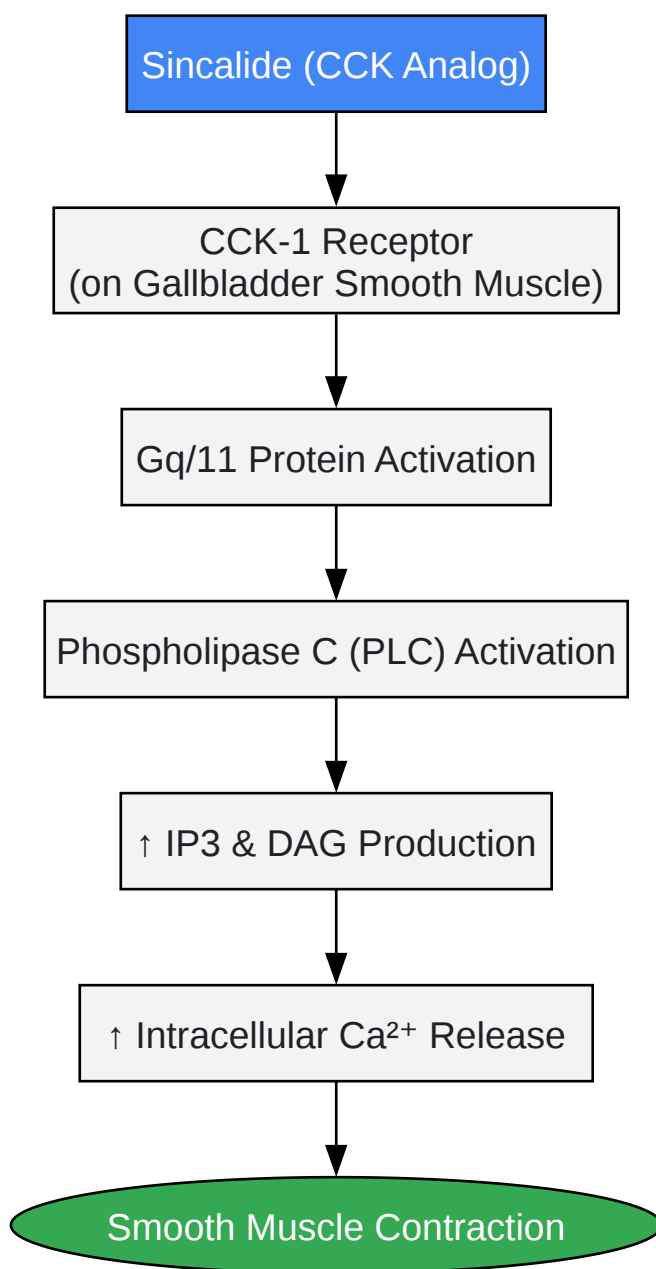 Sincalide (CCK Analog)
CCK-1 Receptor
(on Gallbladder Smooth Muscle)
Gq/11 Protein Activation
Phospholipase C (PLC) Activation
↑ IP3 & DAG Production
↑ Intracellular Ca²⁺ Release
Smooth Muscle Contraction